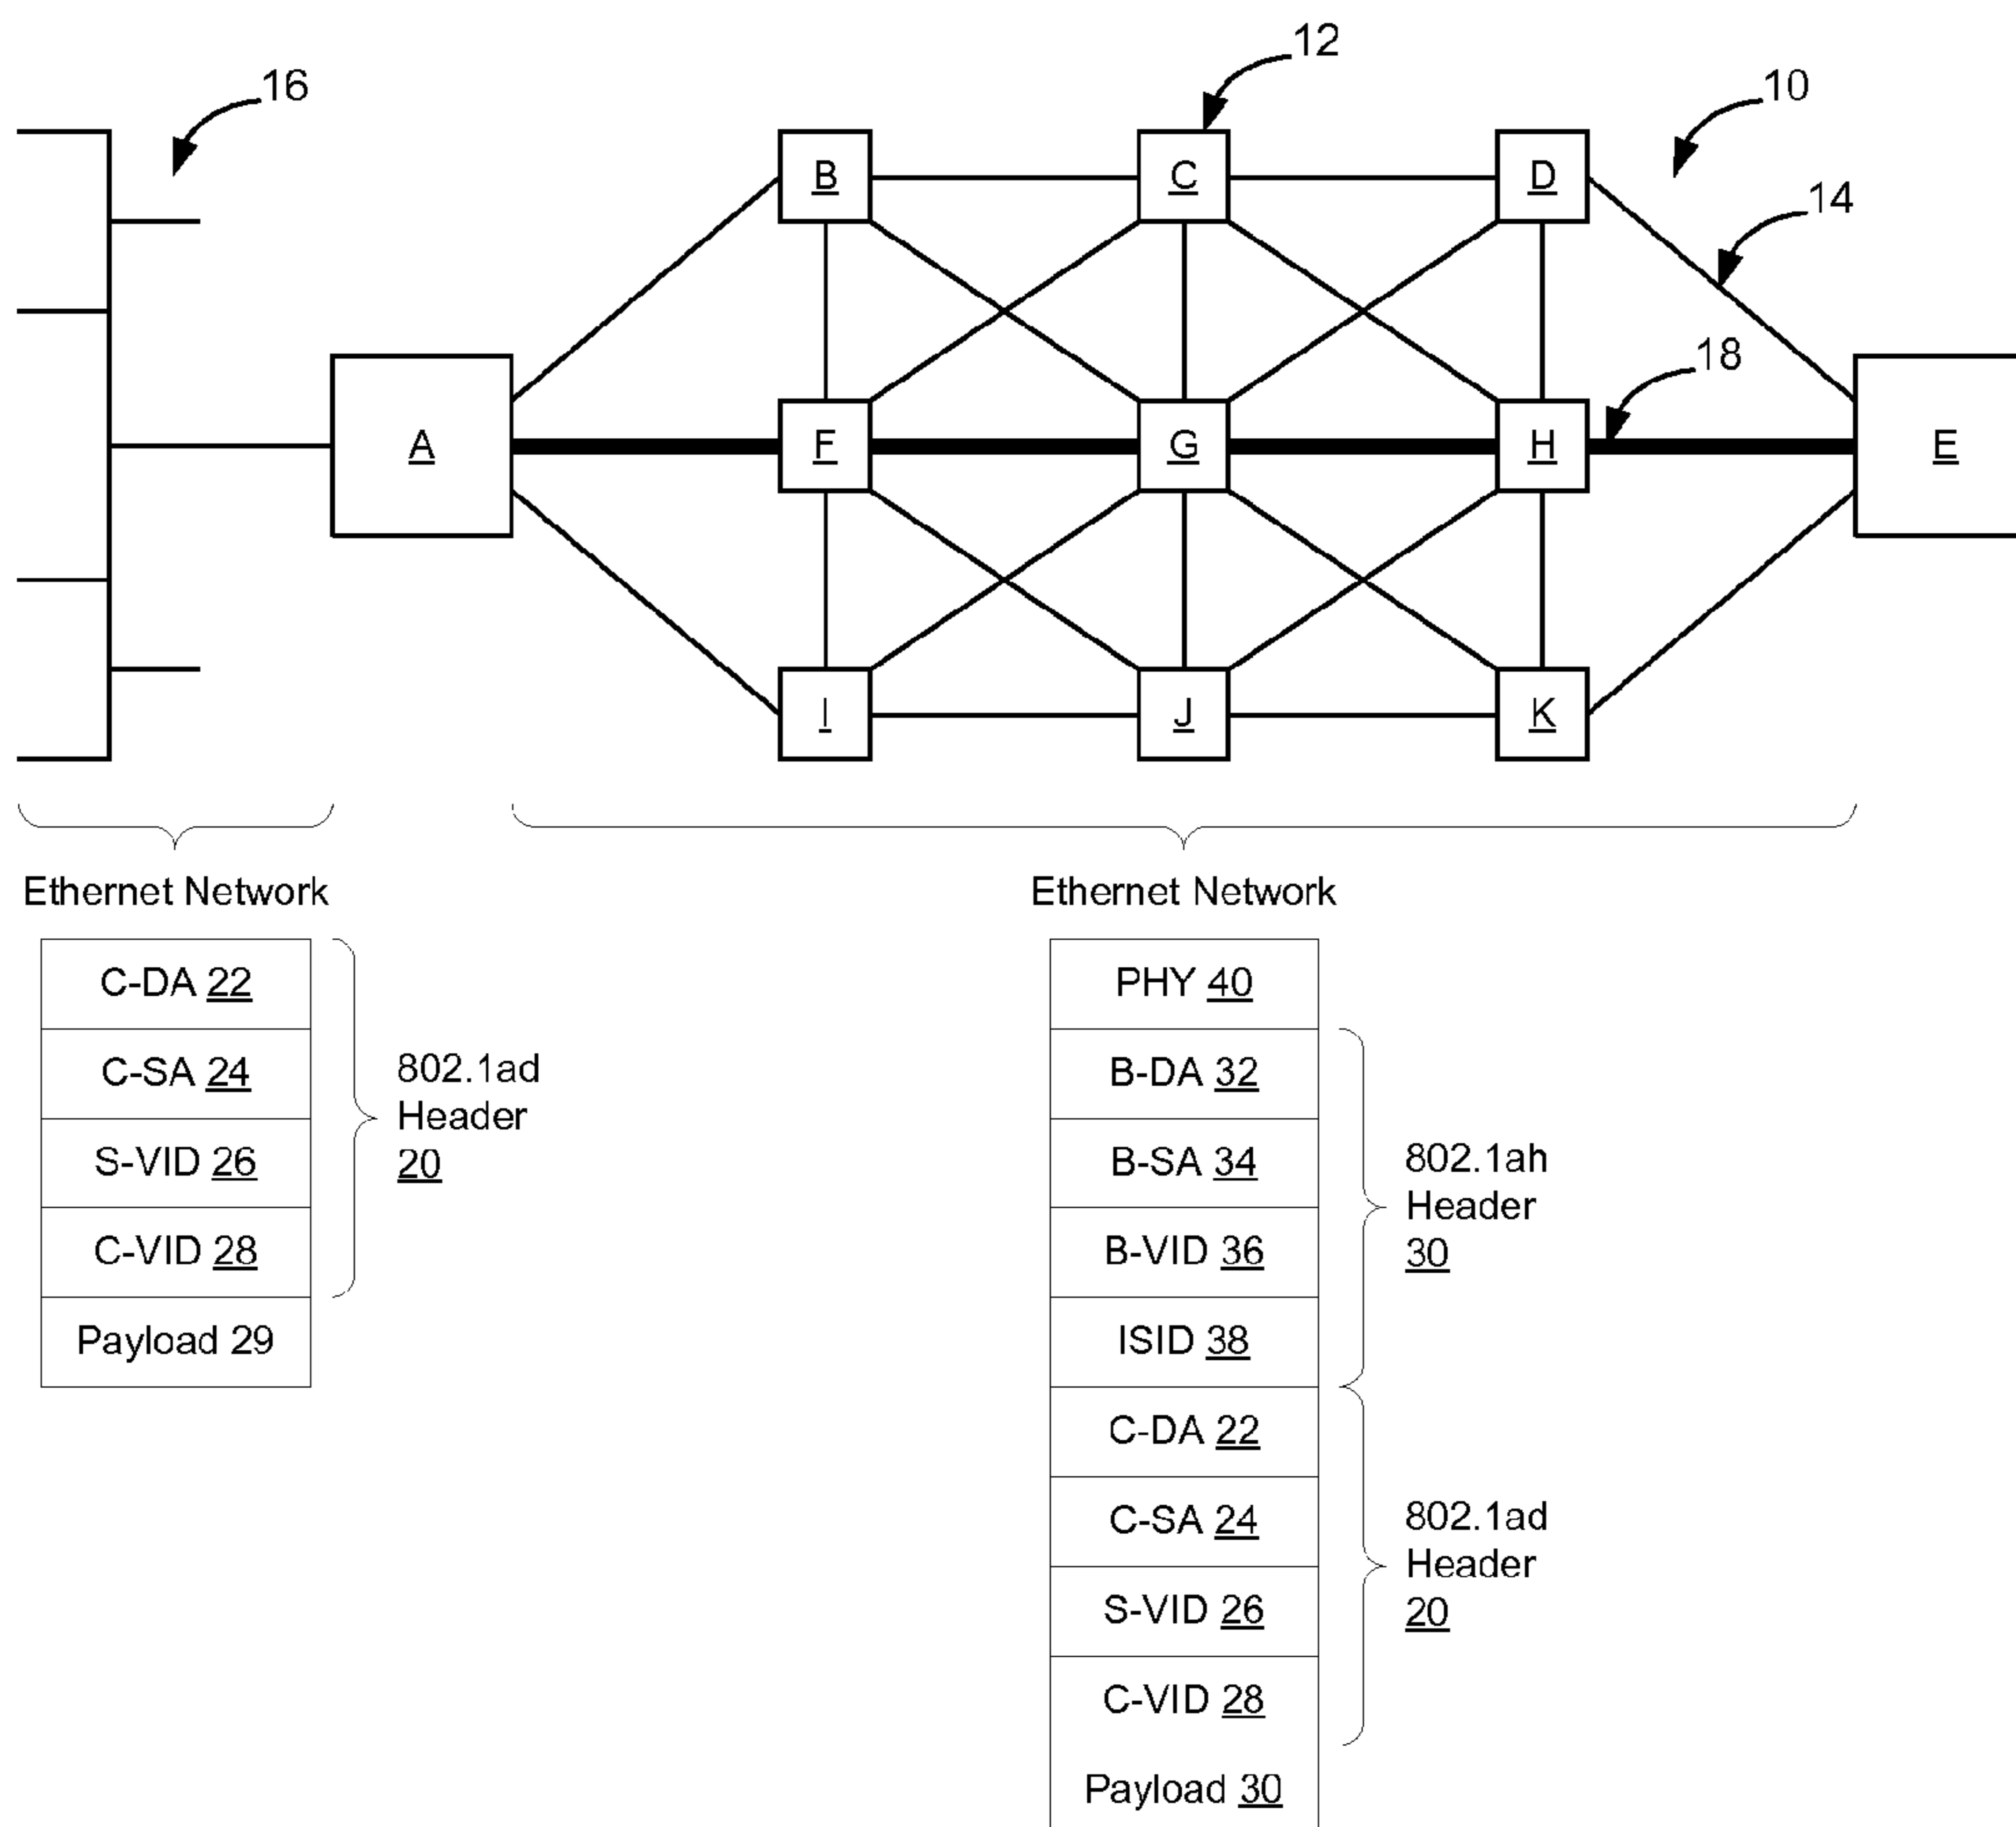 12
16
10
14
18
B
C
D
A
F
G
H
E
I
J
K
Ethernet Network
C-DA 22
C-SA 24
S-VID 26
C-VID 28
Payload 29
802.1ad
Header
20
Ethernet Network
PHY 40
B-DA 32
B-SA 34
B-VID 36
ISID 38
C-DA 22
C-SA 24
S-VID 26
C-VID 28
Payload 30
802.1ah
Header
30
802.1ad
Header
20